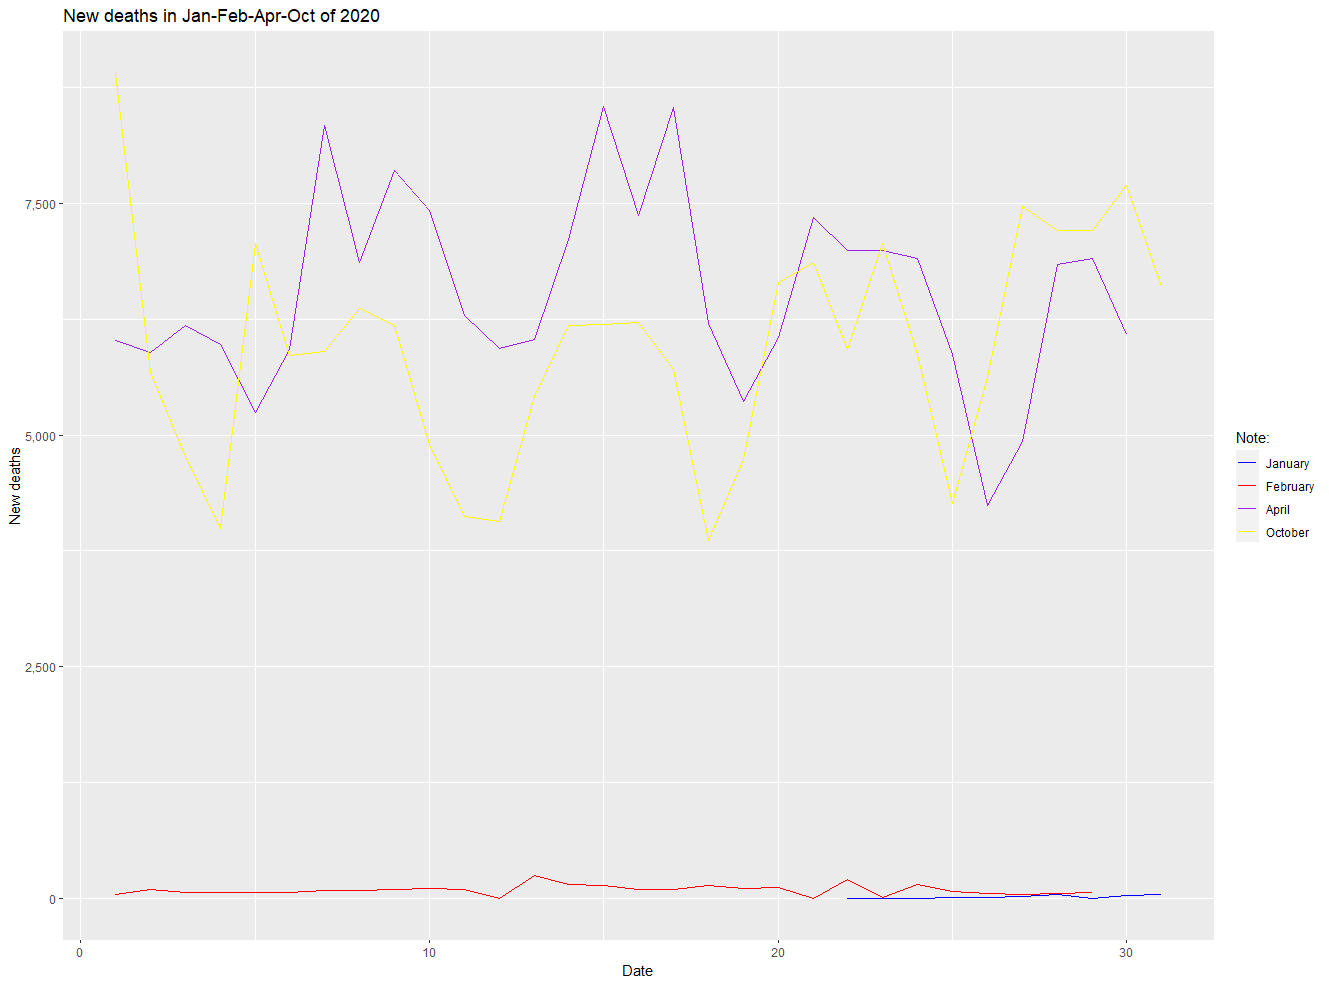 New deaths in Jan-Feb-Apr-Oct of 2020
New deaths
7,500
5,000
2,500
0
0 10 20 30
Date
Note:
January
February
April
October